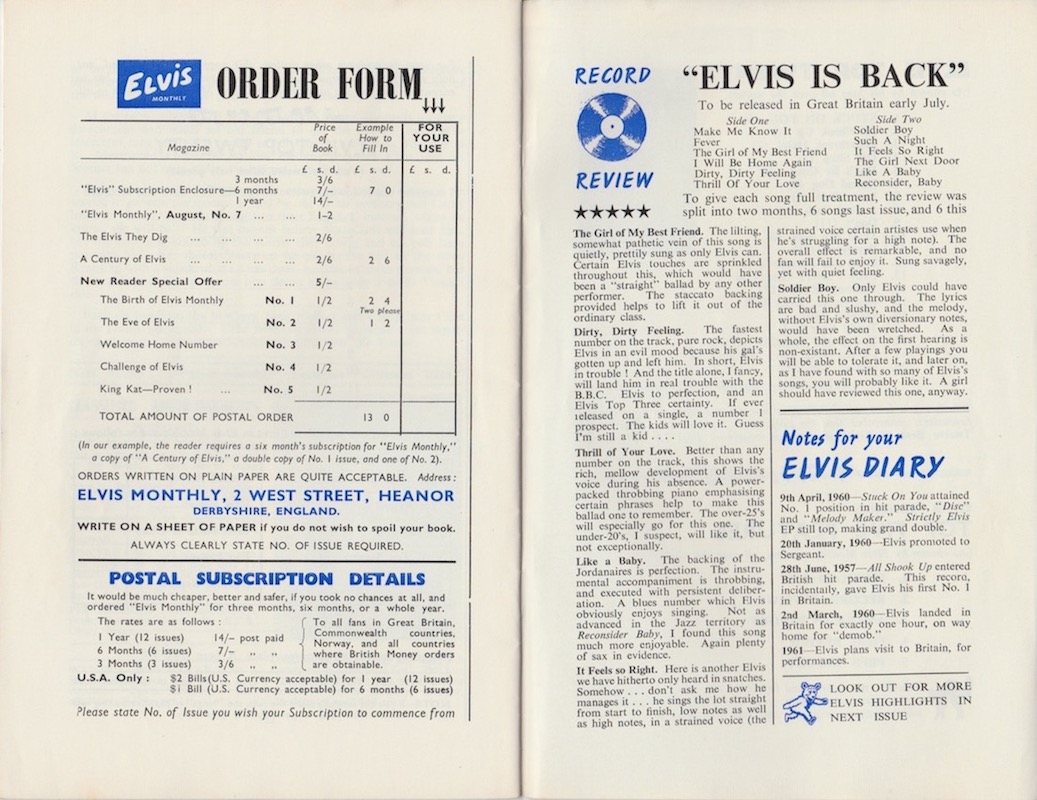 Elvis
MONTHLY
ORDER FORM
Magazine
Price
of
Book
Example
How to
Fill In
FOR
YOUR
USE
£ s. d. £ s. d. £ s. d.
3 months 3/6
"Elvis" Subscription Enclosure—6 months 7/– 7 0
1 year 14/–
"Elvis Monthly". August, No. 7 ... ... 1–2
The Elvis They Dig ... ... ... ... 2/6
A Century of Elvis ... ... ... ... 2/6 2 6
New Reader Special Offer ... ... 5/–
The Birth of Elvis Monthly No. 1 1/2 2 4
Two please
The Eve of Elvis No. 2 1/2 1 2
Welcome Home Number No. 3 1/2
Challenge of Elvis No. 4 1/2
King Kat—Proven ! ... No. 5 1/2
TOTAL AMOUNT OF POSTAL ORDER 13 0
(In our example, the reader requires a six month's subscription for "Elvis Monthly,"
a copy of "A Century of Elvis," a double copy of No. 1 issue, and one of No. 2).
ORDERS WRITTEN ON PLAIN PAPER ARE QUITE ACCEPTABLE. Address:
ELVIS MONTHLY, 2 WEST STREET, HEANOR
DERBYSHIRE, ENGLAND.
WRITE ON A SHEET OF PAPER if you do not wish to spoil your book.
ALWAYS CLEARLY STATE NO. OF ISSUE REQUIRED.
POSTAL SUBSCRIPTION DETAILS
It would be much cheaper, better and safer, if you took no chances at all, and
ordered "Elvis Monthly" for three months, six months, or a whole year.
The rates are as follows :
1 Year (12 issues) 14/– post paid
6 Months (6 issues) 7/– ,, ,,
3 Months (3 issues) 3/6 ,, ,,
To all fans in Great Britain,
Commonwealth countries,
Norway, and all countries
where British Money orders
are obtainable.
U.S.A. Only : $2 Bills (U.S. Currency acceptable) for 1 year (12 issues)
$1 Bill (U.S. Currency acceptable) for 6 months (6 issues)
Please state No. of Issue you wish your Subscription to commence from
RECORD
REVIEW
★★★★★
"ELVIS IS BACK"
To be released in Great Britain early July.
Side One
Make Me Know It
Fever
The Girl of My Best Friend
I Will Be Home Again
Dirty, Dirty Feeling
Thrill Of Your Love
Side Two
Soldier Boy
Such A Night
It Feels So Right
The Girl Next Door
Like A Baby
Reconsider, Baby
To give each song full treatment, the review was
split into two months, 6 songs last issue, and 6 this
The Girl of My Best Friend. The lilting,
somewhat pathetic vein of this song is
quietly, prettily sung as only Elvis can.
Certain Elvis touches are sprinkled
throughout this, which would have
been a "straight" ballad by any other
performer. The staccato backing
provided helps to lift it out of the
ordinary class.
Dirty, Dirty Feeling. The fastest
number on the track, pure rock, depicts
Elvis in an evil mood because his gal's
gotten up and left him. In short, Elvis
in trouble ! And the title alone, I fancy,
will land him in real trouble with the
B.B.C. Elvis to perfection, and an
Elvis Top Three certainty. If ever
released on a single, a number 1
prospect. The kids will love it. Guess
I'm still a kid . . . .
Thrill of Your Love. Better than any
number on the track, this shows the
rich, mellow development of Elvis's
voice during his absence. A power-
packed throbbing piano emphasising
certain phrases help to make this
ballad one to remember. The over-25's
will especially go for this one. The
under-20's, I suspect, will like it, but
not exceptionally.
Like a Baby. The backing of the
Jordanaires is perfection. The instru-
mental accompaniment is throbbing,
and executed with persistent deliber-
ation. A blues number which Elvis
obviously enjoys singing. Not as
advanced in the Jazz territory as
Reconsider Baby, I found this song
much more enjoyable. Again plenty
of sax in evidence.
It Feels so Right. Here is another Elvis
we have hitherto only heard in snatches.
Somehow . . . don't ask me how he
manages it . . . he sings the lot straight
from start to finish, low notes as well
as high notes, in a strained voice (the
strained voice certain artistes use when
he's struggling for a high note). The
overall effect is remarkable, and no
fan will fail to enjoy it. Sung savagely,
yet with quiet feeling.
Soldier Boy. Only Elvis could have
carried this one through. The lyrics
are bad and slushy, and the melody,
without Elvis's own diversionary notes,
would have been wretched. As a
whole, the effect on the first hearing is
non-existant. After a few playings you
will be able to tolerate it, and later on,
as I have found with so many of Elvis's
songs, you will probably like it. A girl
should have reviewed this one, anyway.
Notes for your
ELVIS DIARY
9th April, 1960—Stuck On You attained
No. 1 position in hit parade, "Disc"
and "Melody Maker." Strictly Elvis
EP still top, making grand double.
20th January, 1960—Elvis promoted to
Sergeant.
28th June, 1957—All Shook Up entered
British hit parade. This record,
incidentally, gave Elvis his first No. 1
in Britain.
2nd March, 1960—Elvis landed in
Britain for exactly one hour, on way
home for "demob."
1961—Elvis plans visit to Britain, for
performances.
LOOK OUT FOR MORE
ELVIS HIGHLIGHTS IN
NEXT ISSUE